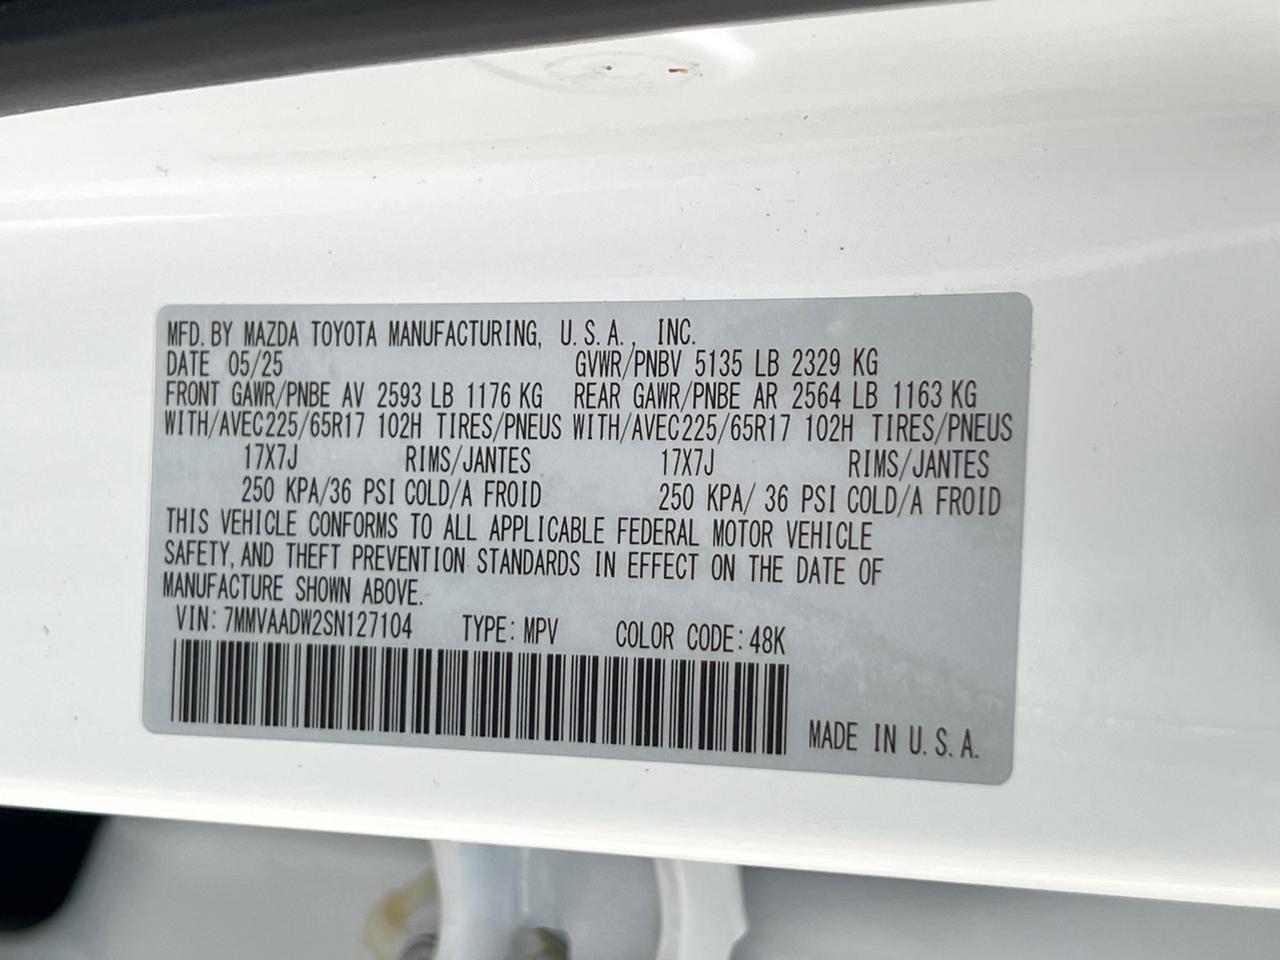 MFD. BY MAZDA TOYOTA MANUFACTURING, U.S.A., INC.
DATE 05/25 GVWR/PNBV 5135 LB 2329 KG
FRONT GAWR/PNBE AV 2593 LB 1176 KG REAR GAWR/PNBE AR 2564 LB 1163 KG
WITH/AVEC 225/65R17 102H TIRES/PNEUS WITH/AVEC 225/65R17 102H TIRES/PNEUS
17X7J RIMS/JANTES 17X7J RIMS/JANTES
250 KPA/36 PSI COLD/A FROID 250 KPA/ 36 PSI COLD/A FROID
THIS VEHICLE CONFORMS TO ALL APPLICABLE FEDERAL MOTOR VEHICLE
SAFETY, AND THEFT PREVENTION STANDARDS IN EFFECT ON THE DATE OF
MANUFACTURE SHOWN ABOVE.
VIN: 7MMVAADW2SN127104 TYPE: MPV COLOR CODE: 48K
MADE IN U.S.A.